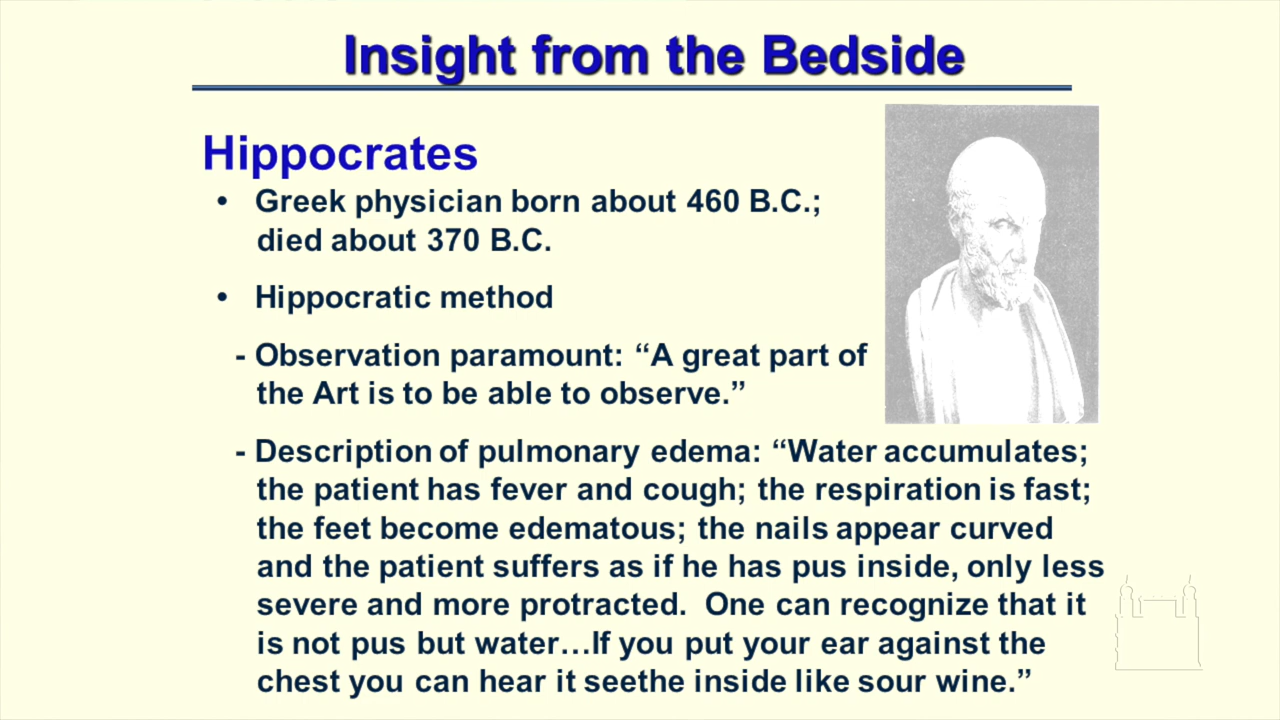 Insight from the Bedside
Hippocrates
• Greek physician born about 460 B.C.;
died about 370 B.C.
• Hippocratic method
- Observation paramount: “A great part of
the Art is to be able to observe.”
- Description of pulmonary edema: “Water accumulates;
the patient has fever and cough; the respiration is fast;
the feet become edematous; the nails appear curved
and the patient suffers as if he has pus inside, only less
severe and more protracted. One can recognize that it
is not pus but water…If you put your ear against the
chest you can hear it seethe inside like sour wine.”